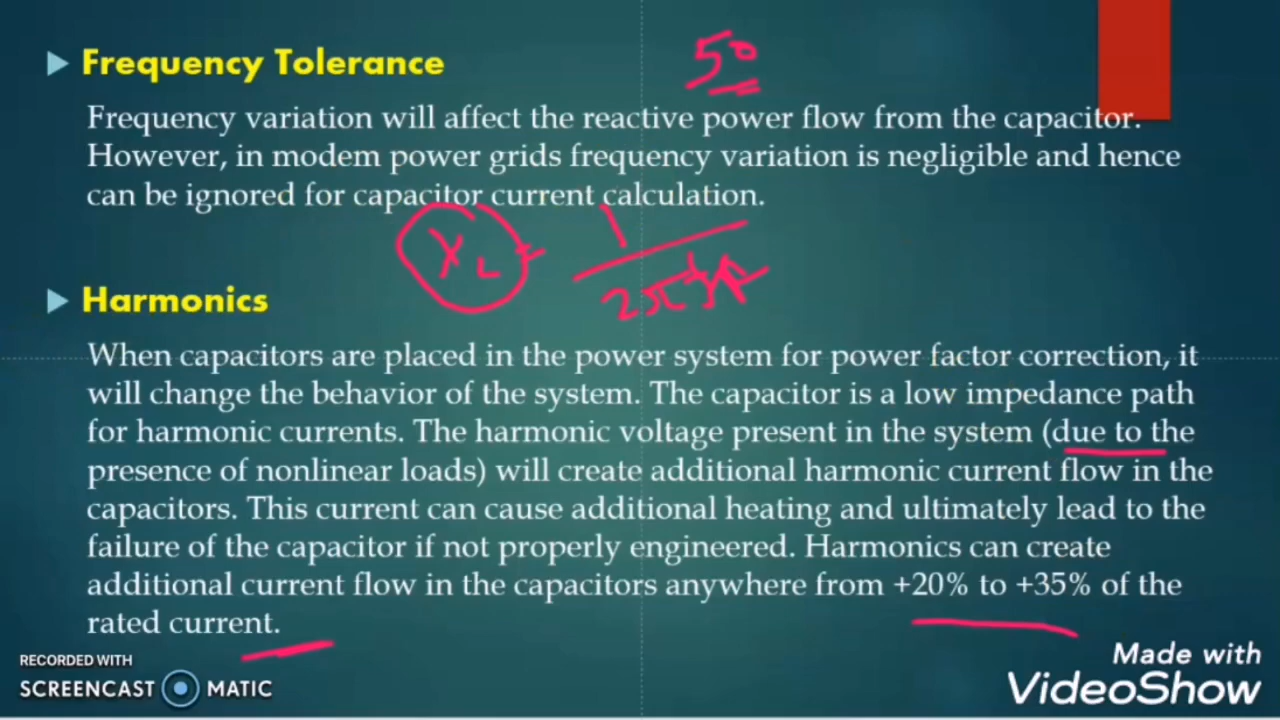 Frequency Tolerance
50
Frequency variation will affect the reactive power flow from the capacitor.
However, in modem power grids frequency variation is negligible and hence
can be ignored for capacitor current calculation.
X L = 1
Harmonics
When capacitors are placed in the power system for power factor correction, it
will change the behavior of the system. The capacitor is a low impedance path
for harmonic currents. The harmonic voltage present in the system (due to the
presence of nonlinear loads) will create additional harmonic current flow in the
capacitors. This current can cause additional heating and ultimately lead to the
failure of the capacitor if not properly engineered. Harmonics can create
additional current flow in the capacitors anywhere from +20% to +35% of the
rated current.
RECORDED WITH
SCREENCAST MATIC
Made with
VideoShow